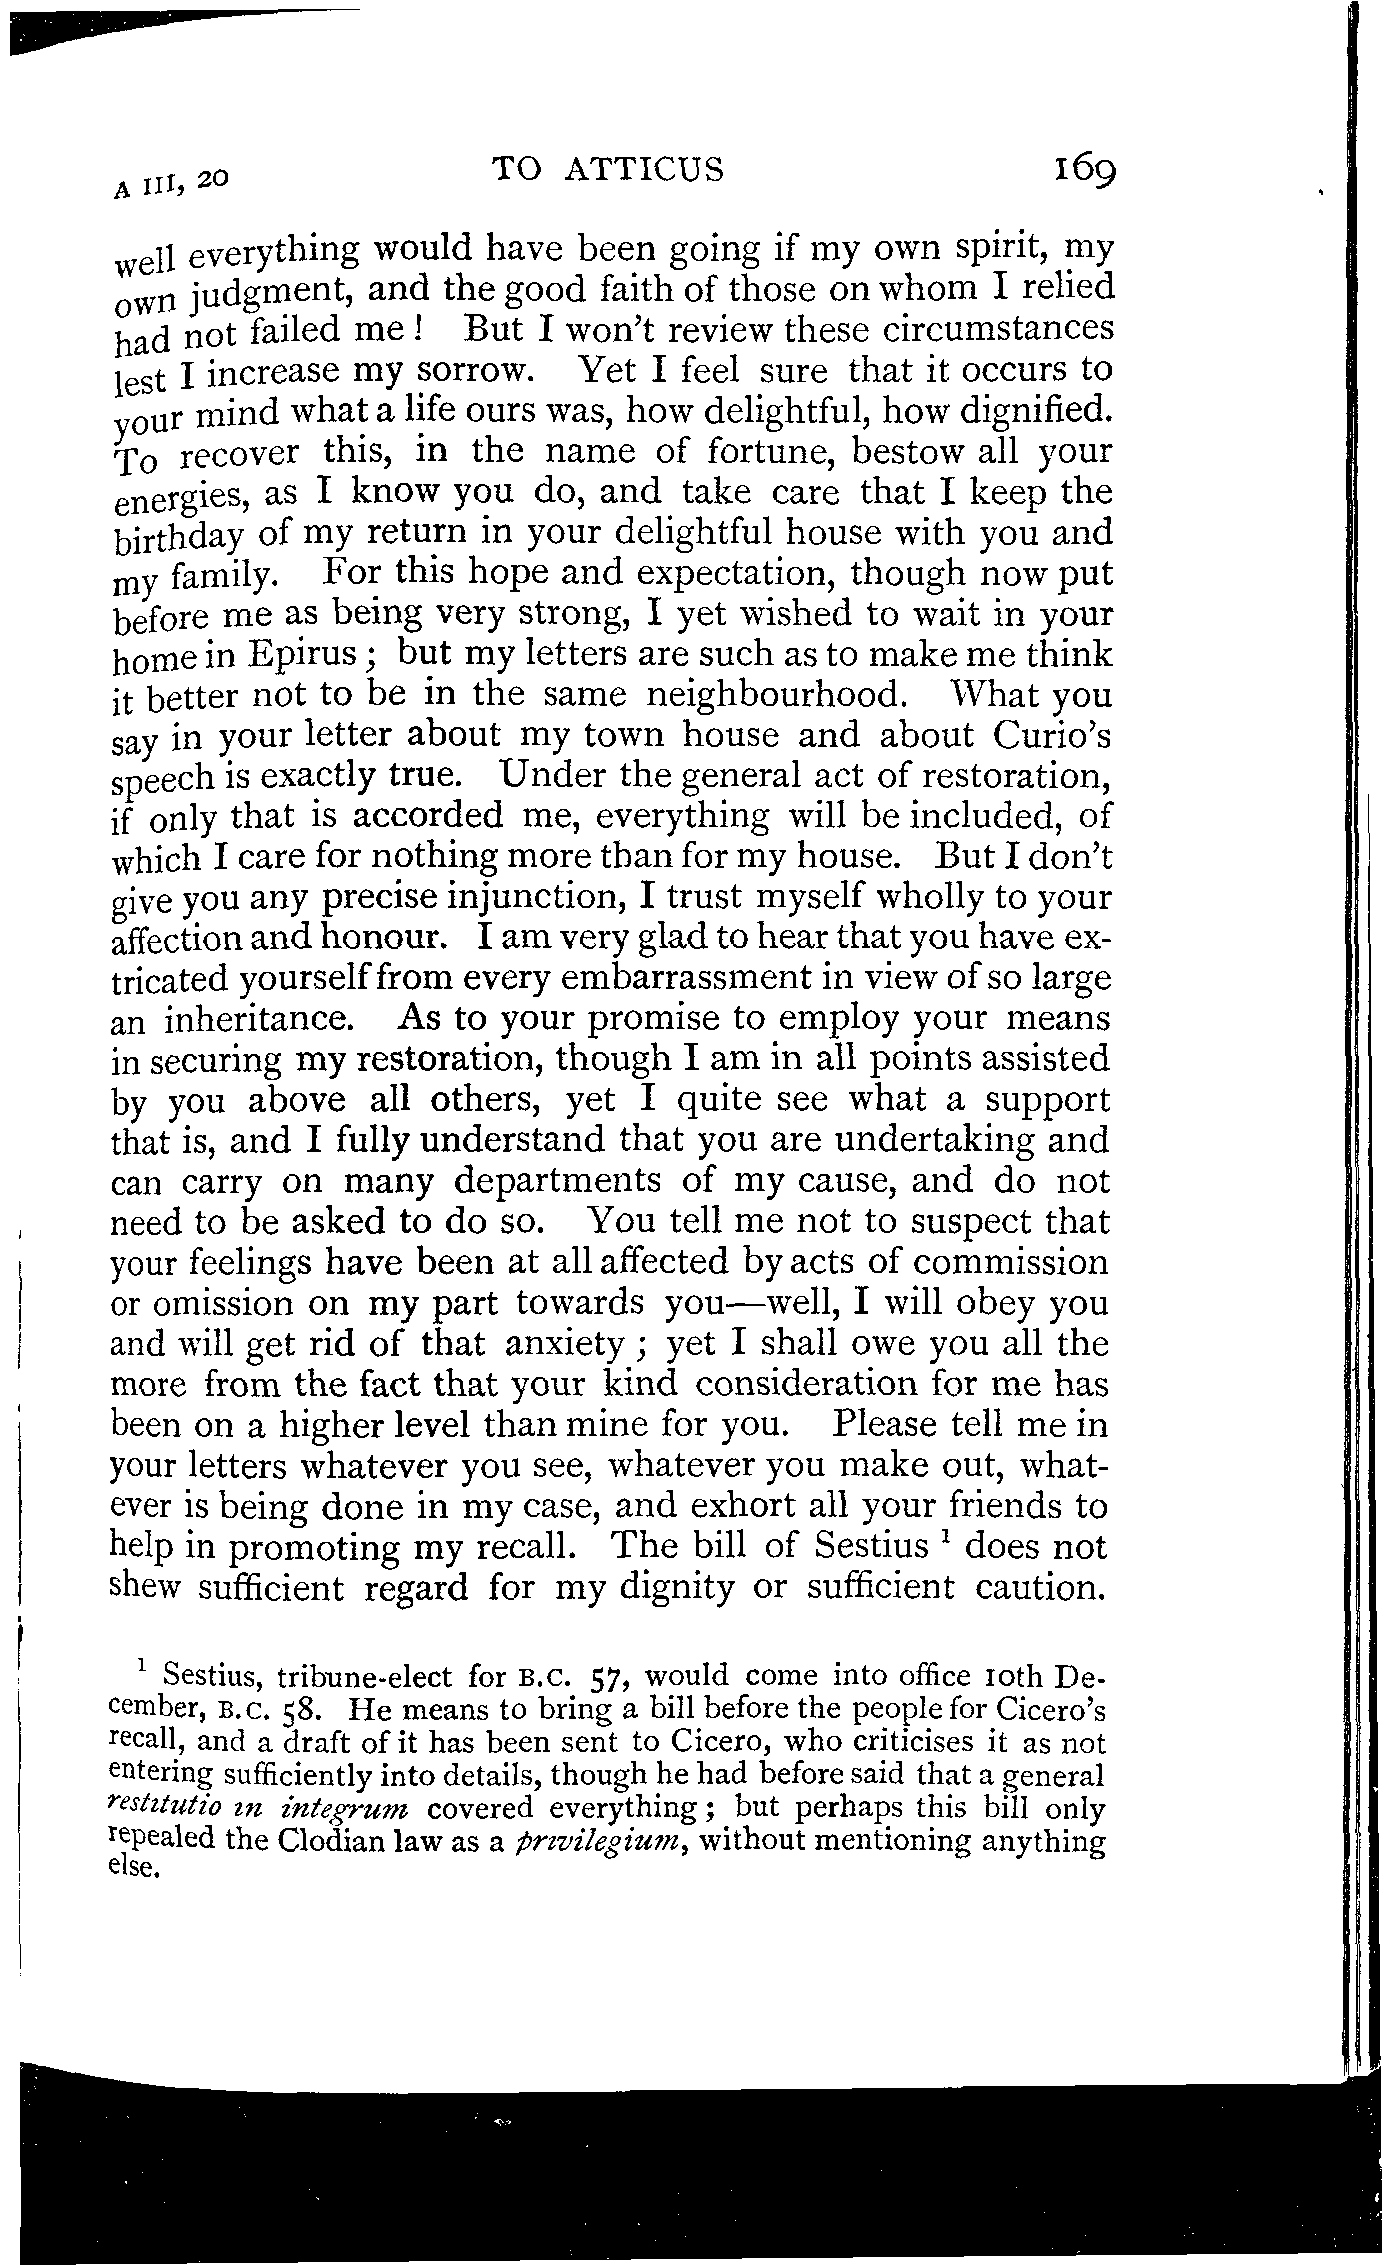 A III, 20 TO ATTICUS 169
well everything would have been going if my own spirit, my
own judgment, and the good faith of those on whom I relied
had not failed me ! But I won't review these circumstances
lest I increase my sorrow. Yet I feel sure that it occurs to
your mind what a life ours was, how delightful, how dignified.
To recover this, in the name of fortune, bestow all your
energies, as I know you do, and take care that I keep the
birthday of my return in your delightful house with you and
my family. For this hope and expectation, though now put
before me as being very strong, I yet wished to wait in your
home in Epirus ; but my letters are such as to make me think
it better not to be in the same neighbourhood. What you
say in your letter about my town house and about Curio's
speech is exactly true. Under the general act of restoration,
if only that is accorded me, everything will be included, of
which I care for nothing more than for my house. But I don't
give you any precise injunction, I trust myself wholly to your
affection and honour. I am very glad to hear that you have ex-
tricated yourself from every embarrassment in view of so large
an inheritance. As to your promise to employ your means
in securing my restoration, though I am in all points assisted
by you above all others, yet I quite see what a support
that is, and I fully understand that you are undertaking and
can carry on many departments of my cause, and do not
need to be asked to do so. You tell me not to suspect that
your feelings have been at all affected by acts of commission
or omission on my part towards you—well, I will obey you
and will get rid of that anxiety ; yet I shall owe you all the
more from the fact that your kind consideration for me has
been on a higher level than mine for you. Please tell me in
your letters whatever you see, whatever you make out, what-
ever is being done in my case, and exhort all your friends to
help in promoting my recall. The bill of Sestius ¹ does not
shew sufficient regard for my dignity or sufficient caution.
¹ Sestius, tribune-elect for B.C. 57, would come into office 10th De-
cember, B.C. 58. He means to bring a bill before the people for Cicero's
recall, and a draft of it has been sent to Cicero, who criticises it as not
entering sufficiently into details, though he had before said that a general
restitutio in integrum covered everything ; but perhaps this bill only
repealed the Clodian law as a privilegium, without mentioning anything
else.